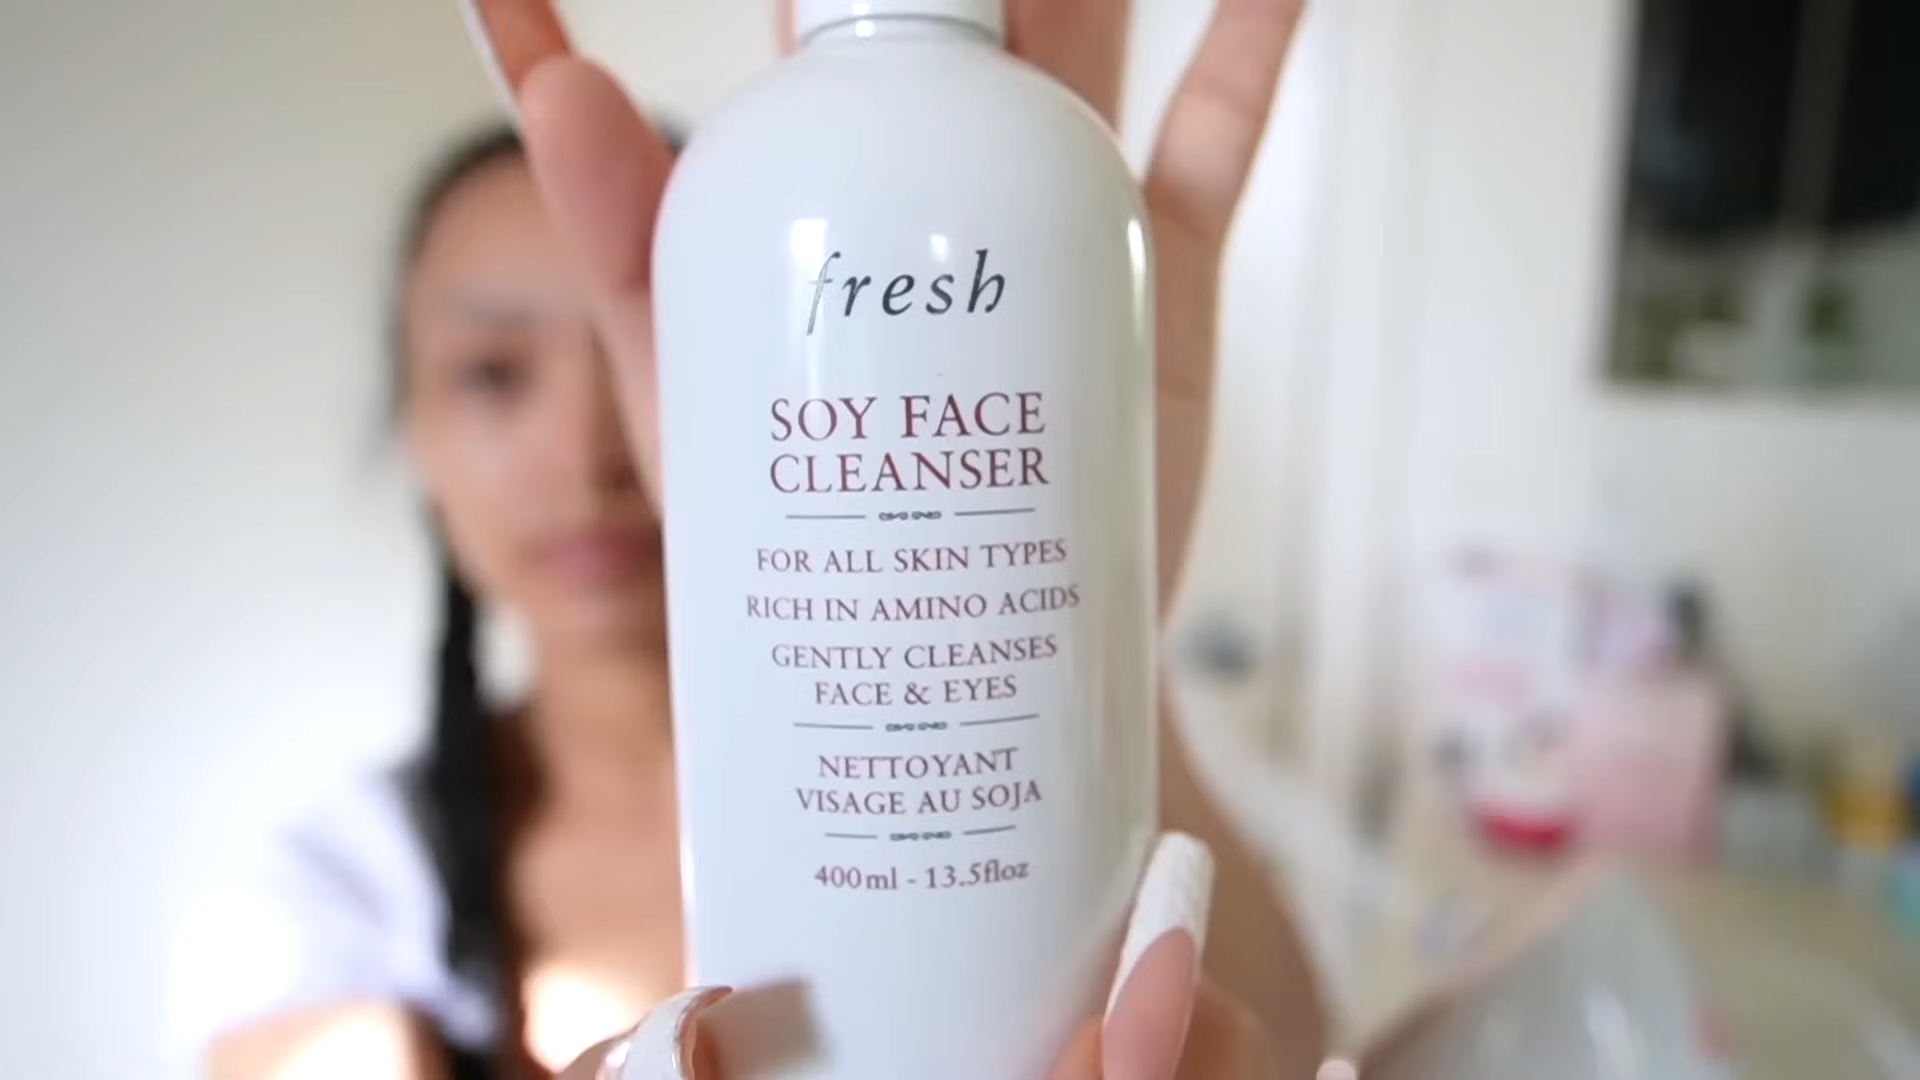 fresh
SOY FACE
CLEANSER
FOR ALL SKIN TYPES
RICH IN AMINO ACIDS
GENTLY CLEANSES
FACE & EYES
NETTOYANT
VISAGE AU SOJA
400ml - 13.5floz